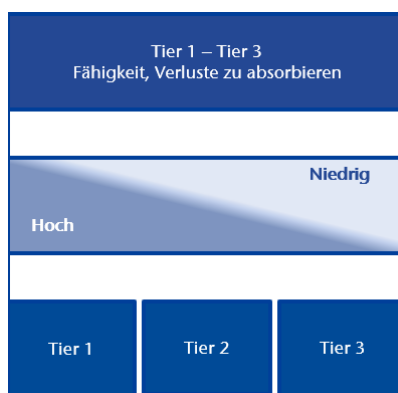 Tier 1 – Tier 3
Fähigkeit, Verluste zu absorbieren
Niedrig
Hoch
Tier 1
Tier 2
Tier 3